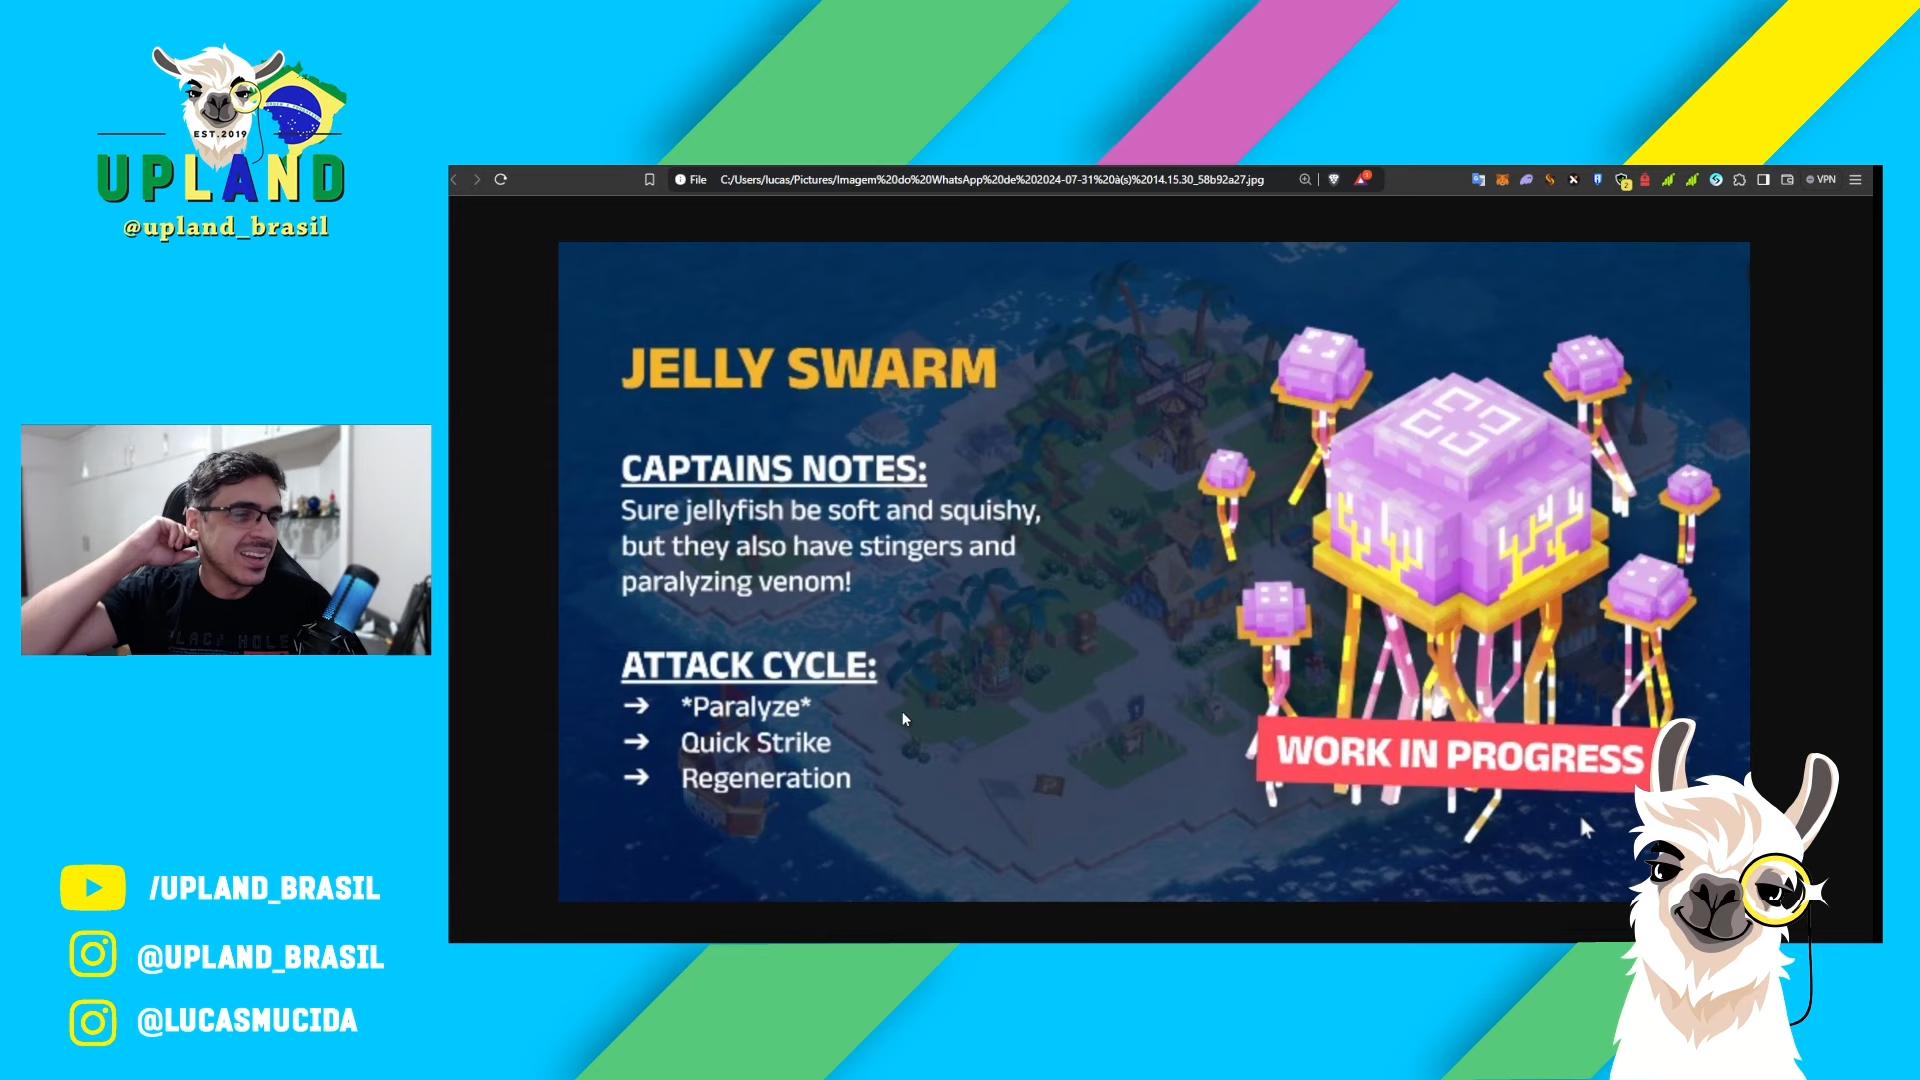 EST.2019
UPLAND
@upland_brasil
File C:/Users/lucas/Pictures/Imagem%20do%20WhatsApp%20de%202024-07-31%20à(s)%2014.15.30_58b92a27.jpg
1
2
VPN
JELLY SWARM
CAPTAINS NOTES:
Sure jellyfish be soft and squishy,
but they also have stingers and
paralyzing venom!
ATTACK CYCLE:
➔ *Paralyze*
➔ Quick Strike
➔ Regeneration
WORK IN PROGRESS
/UPLAND_BRASIL
@UPLAND_BRASIL
@LUCASMUCIDA